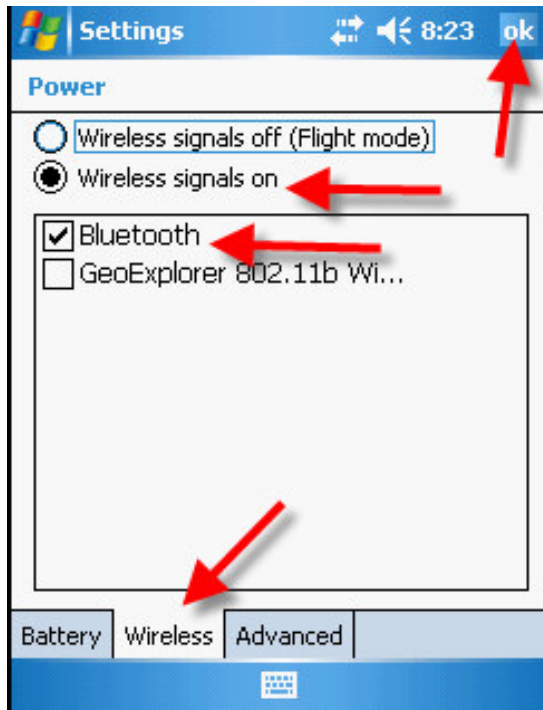 Settings 8:23 ok
Power
Wireless signals off (Flight mode)
Wireless signals on
Bluetooth
GeoExplorer 802.11b Wi...
Battery Wireless Advanced